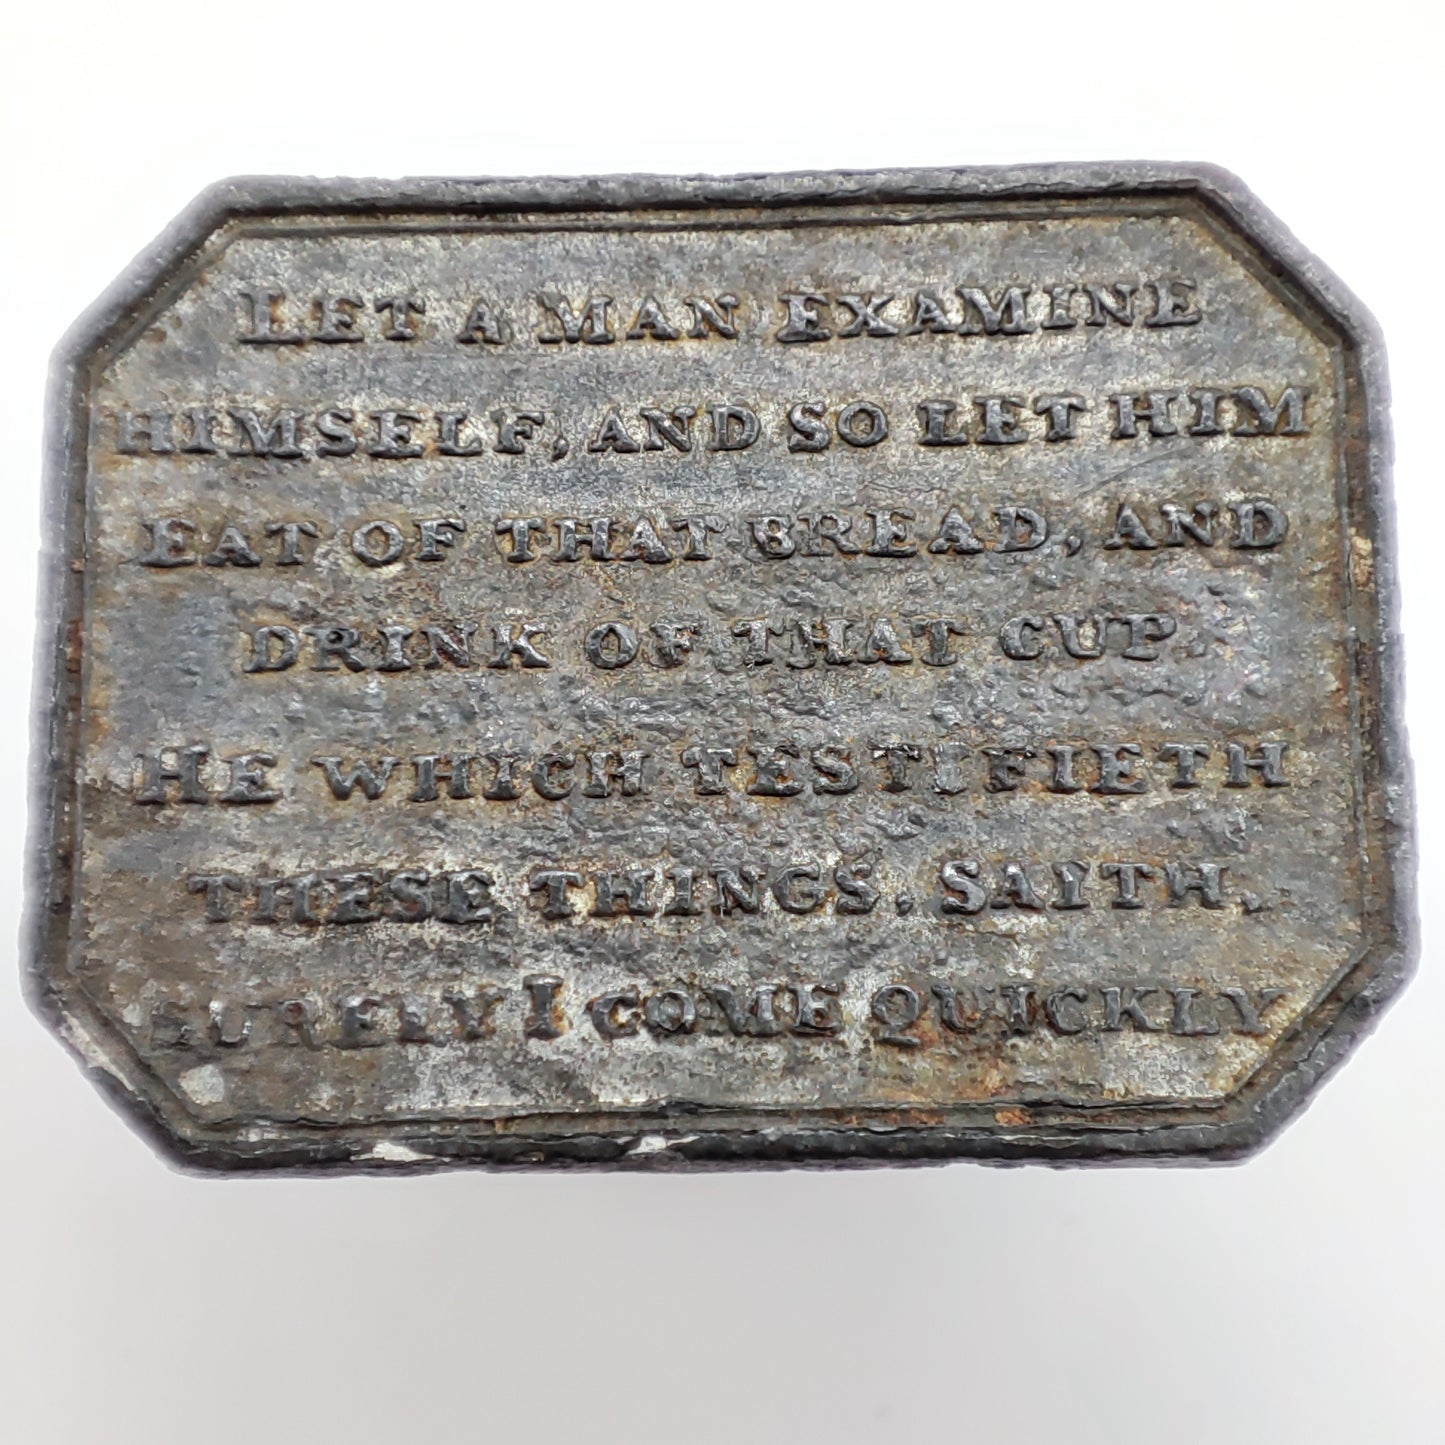 LET A MAN EXAMINE
HIMSELF, AND SO LET HIM
EAT OF THAT BREAD, AND
DRINK OF THAT CUP.
HE WHICH TESTIFIETH
THESE THINGS, SAITH,
SURELY I COME QUICKLY